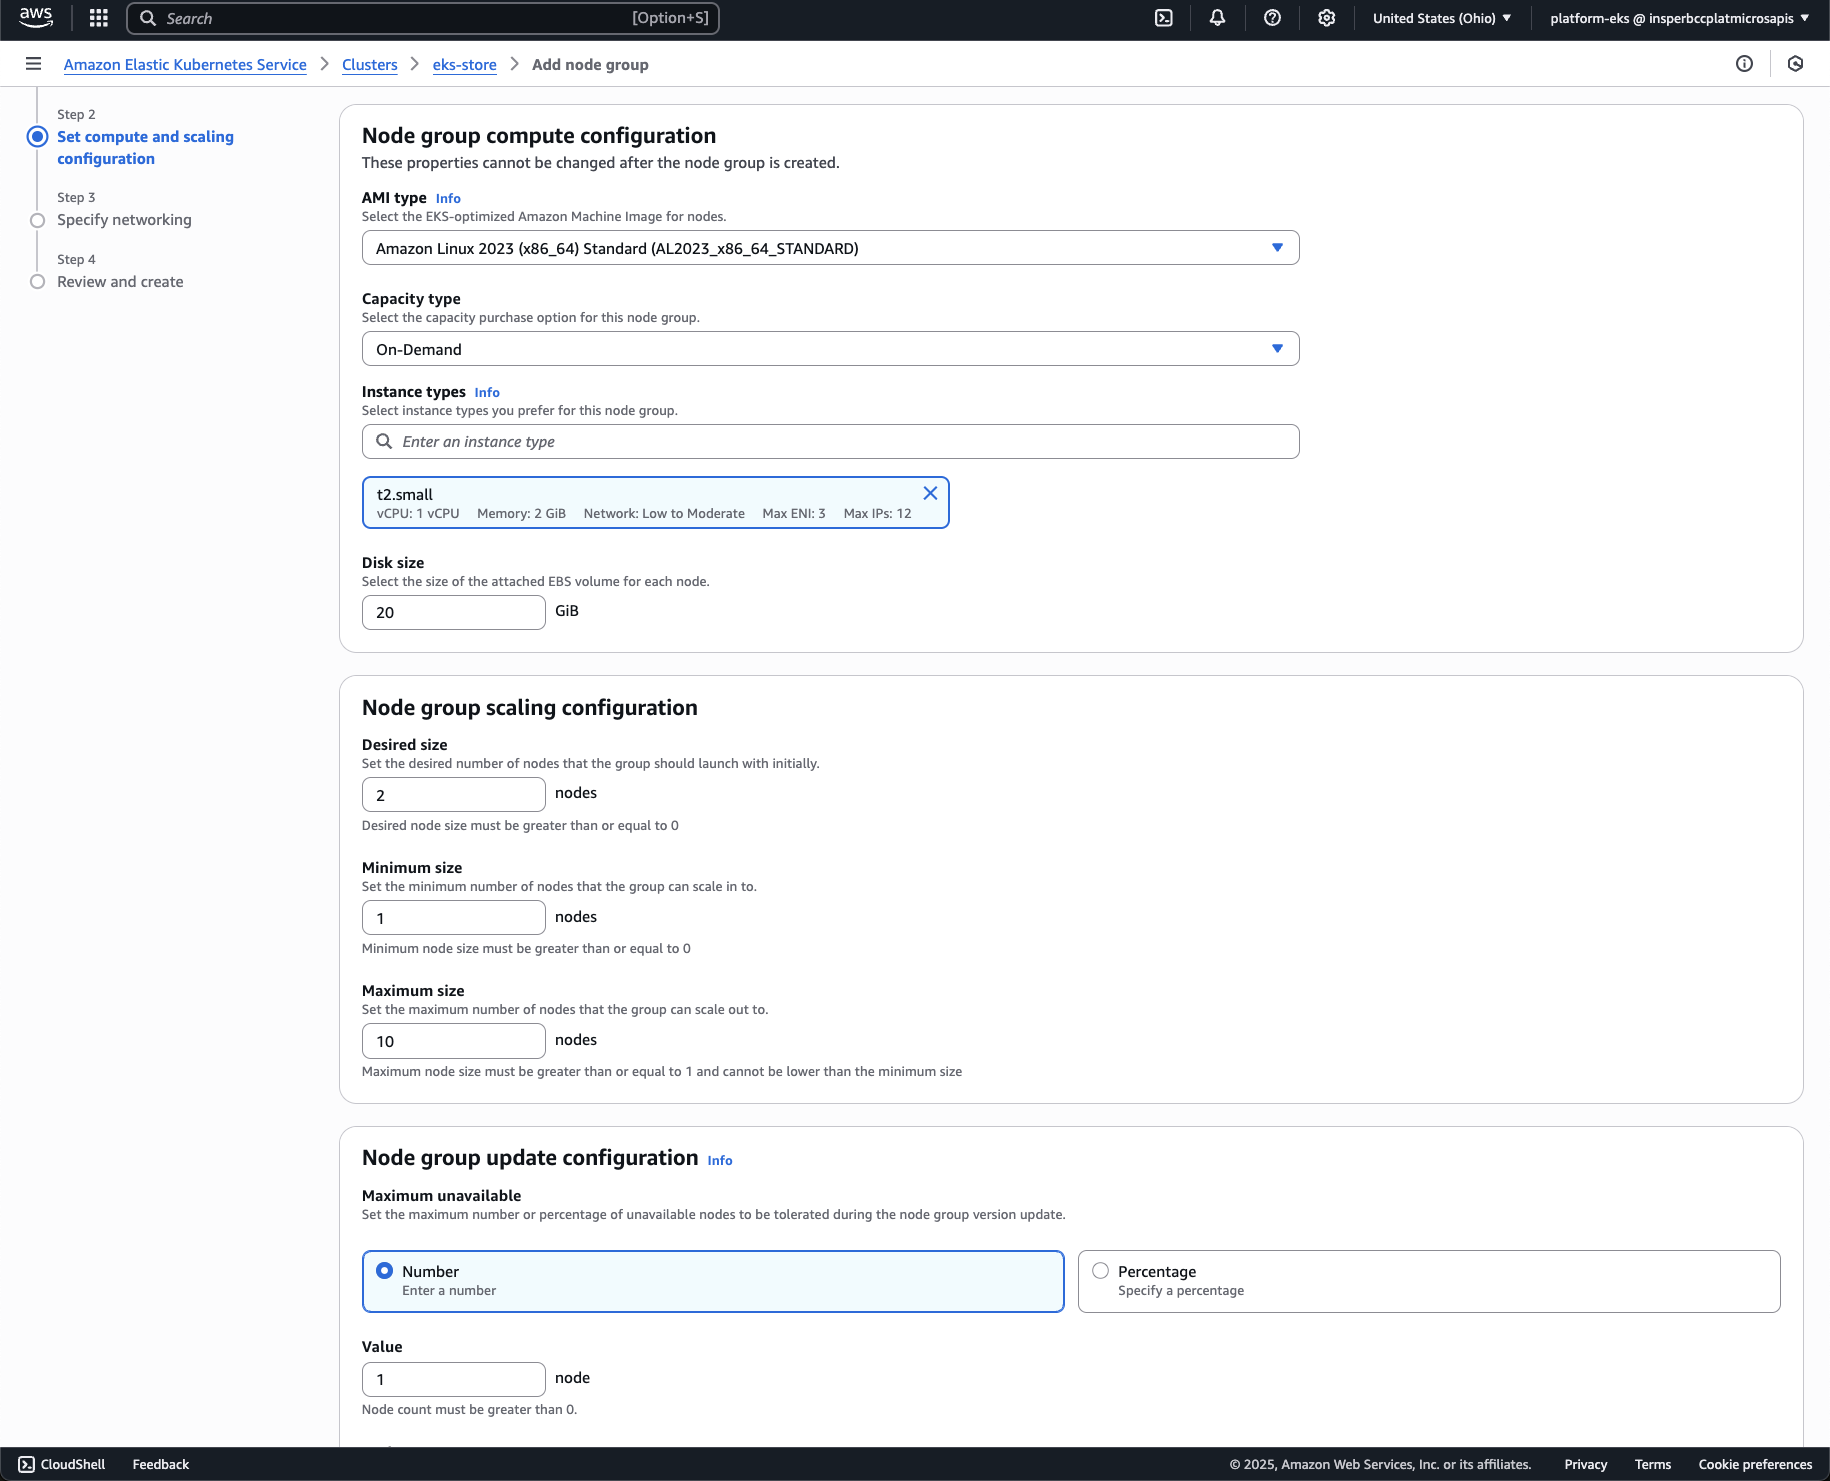 aws
Search
[Option+S]
United States (Ohio)
platform-eks @ insperbccplatmicrosapis
Amazon Elastic Kubernetes Service
Clusters
eks-store
Add node group
Step 2
Set compute and scaling
configuration
Step 3
Specify networking
Step 4
Review and create
Node group compute configuration
These properties cannot be changed after the node group is created.
AMI type Info
Select the EKS-optimized Amazon Machine Image for nodes.
Amazon Linux 2023 (x86_64) Standard (AL2023_x86_64_STANDARD)
Capacity type
Select the capacity purchase option for this node group.
On-Demand
Instance types Info
Select instance types you prefer for this node group.
Enter an instance type
t2.small
vCPU: 1 vCPU Memory: 2 GiB Network: Low to Moderate Max ENI: 3 Max IPs: 12
Disk size
Select the size of the attached EBS volume for each node.
20 GiB
Node group scaling configuration
Desired size
Set the desired number of nodes that the group should launch with initially.
2 nodes
Desired node size must be greater than or equal to 0
Minimum size
Set the minimum number of nodes that the group can scale in to.
1 nodes
Minimum node size must be greater than or equal to 0
Maximum size
Set the maximum number of nodes that the group can scale out to.
10 nodes
Maximum node size must be greater than or equal to 1 and cannot be lower than the minimum size
Node group update configuration Info
Maximum unavailable
Set the maximum number or percentage of unavailable nodes to be tolerated during the node group version update.
Number
Enter a number
Percentage
Specify a percentage
Value
1 node
Node count must be greater than 0.
CloudShell
Feedback
© 2025, Amazon Web Services, Inc. or its affiliates.
Privacy
Terms
Cookie preferences